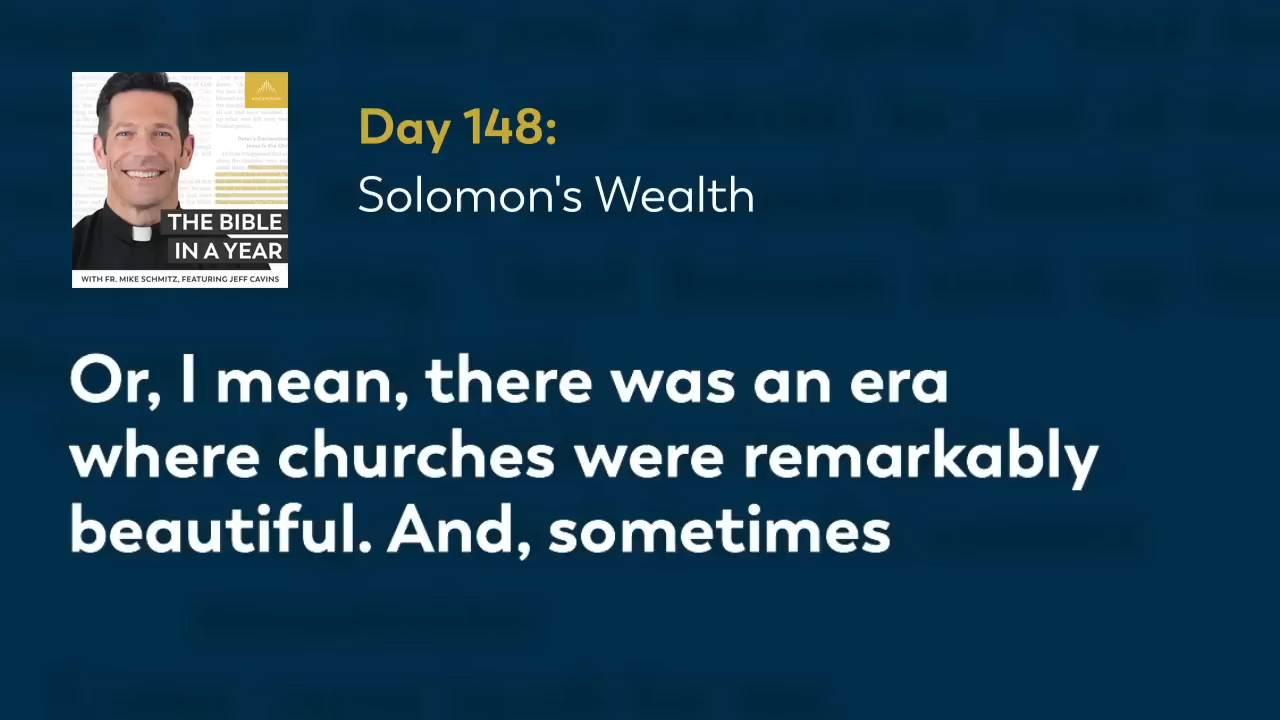 Day 148:
Solomon's Wealth
THE BIBLE
IN A YEAR
WITH FR. MIKE SCHMITZ, FEATURING JEFF CAVINS
Or, I mean, there was an era
where churches were remarkably
beautiful. And, sometimes